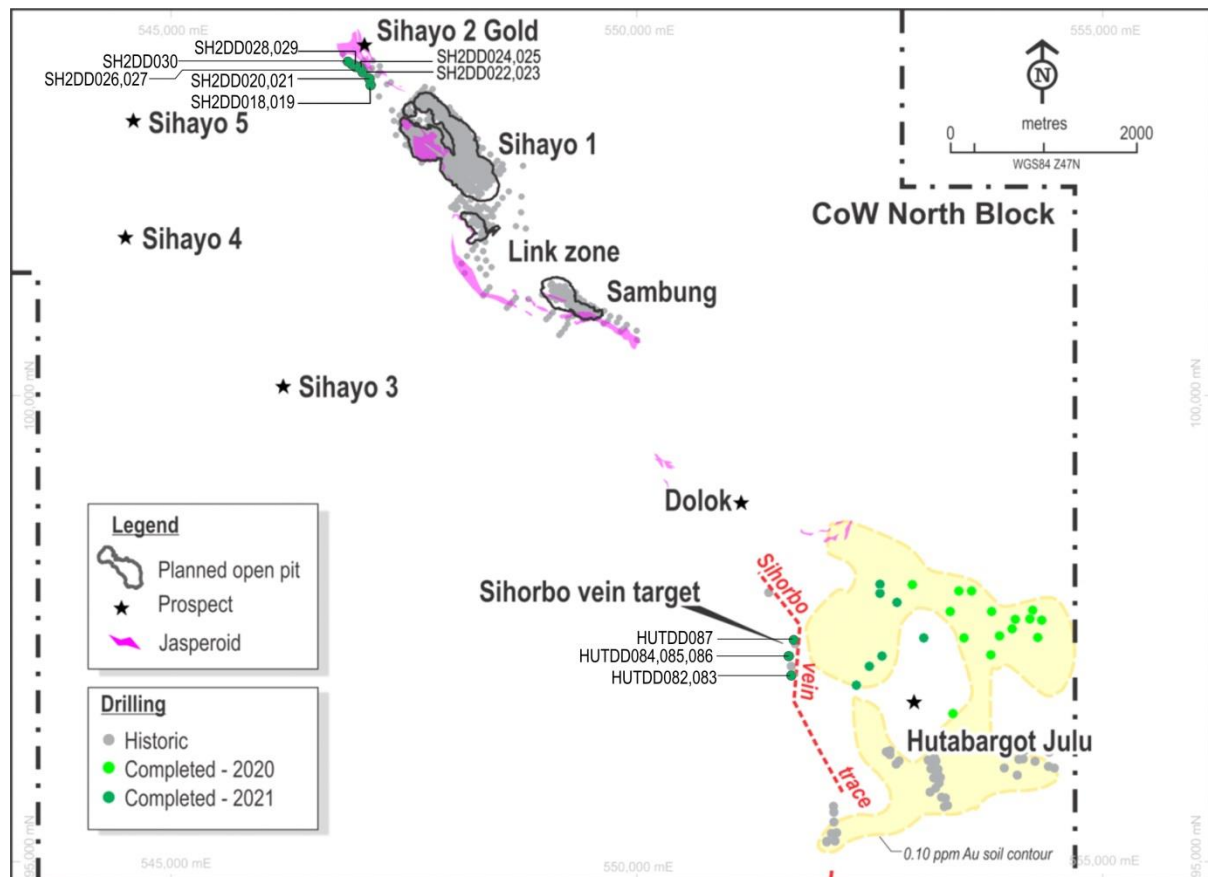 545,000 mE
550,000 mE
555,000 mE
Sihayo 2 Gold
SH2DD028,029
SH2DD030
SH2DD024,025
SH2DD026,027
SH2DD022,023
SH2DD020,021
SH2DD018,019
N
metres
0 2000
WGS84 Z47N
Sihayo 5
Sihayo 1
CoW North Block
Sihayo 4
Link zone
Sambung
Sihayo 3
100,000 mN
100,000 mN
Dolok
Legend
Planned open pit
Prospect
Jasperoid
Sihorbo vein target
Sihorbo
vein
trace
HUTDD087
HUTDD084,085,086
HUTDD082,083
Drilling
Historic
Completed - 2020
Completed - 2021
Hutabargot Julu
0.10 ppm Au soil contour
95,000 mN
95,000 mN
545,000 mE
550,000 mE
555,000 mE